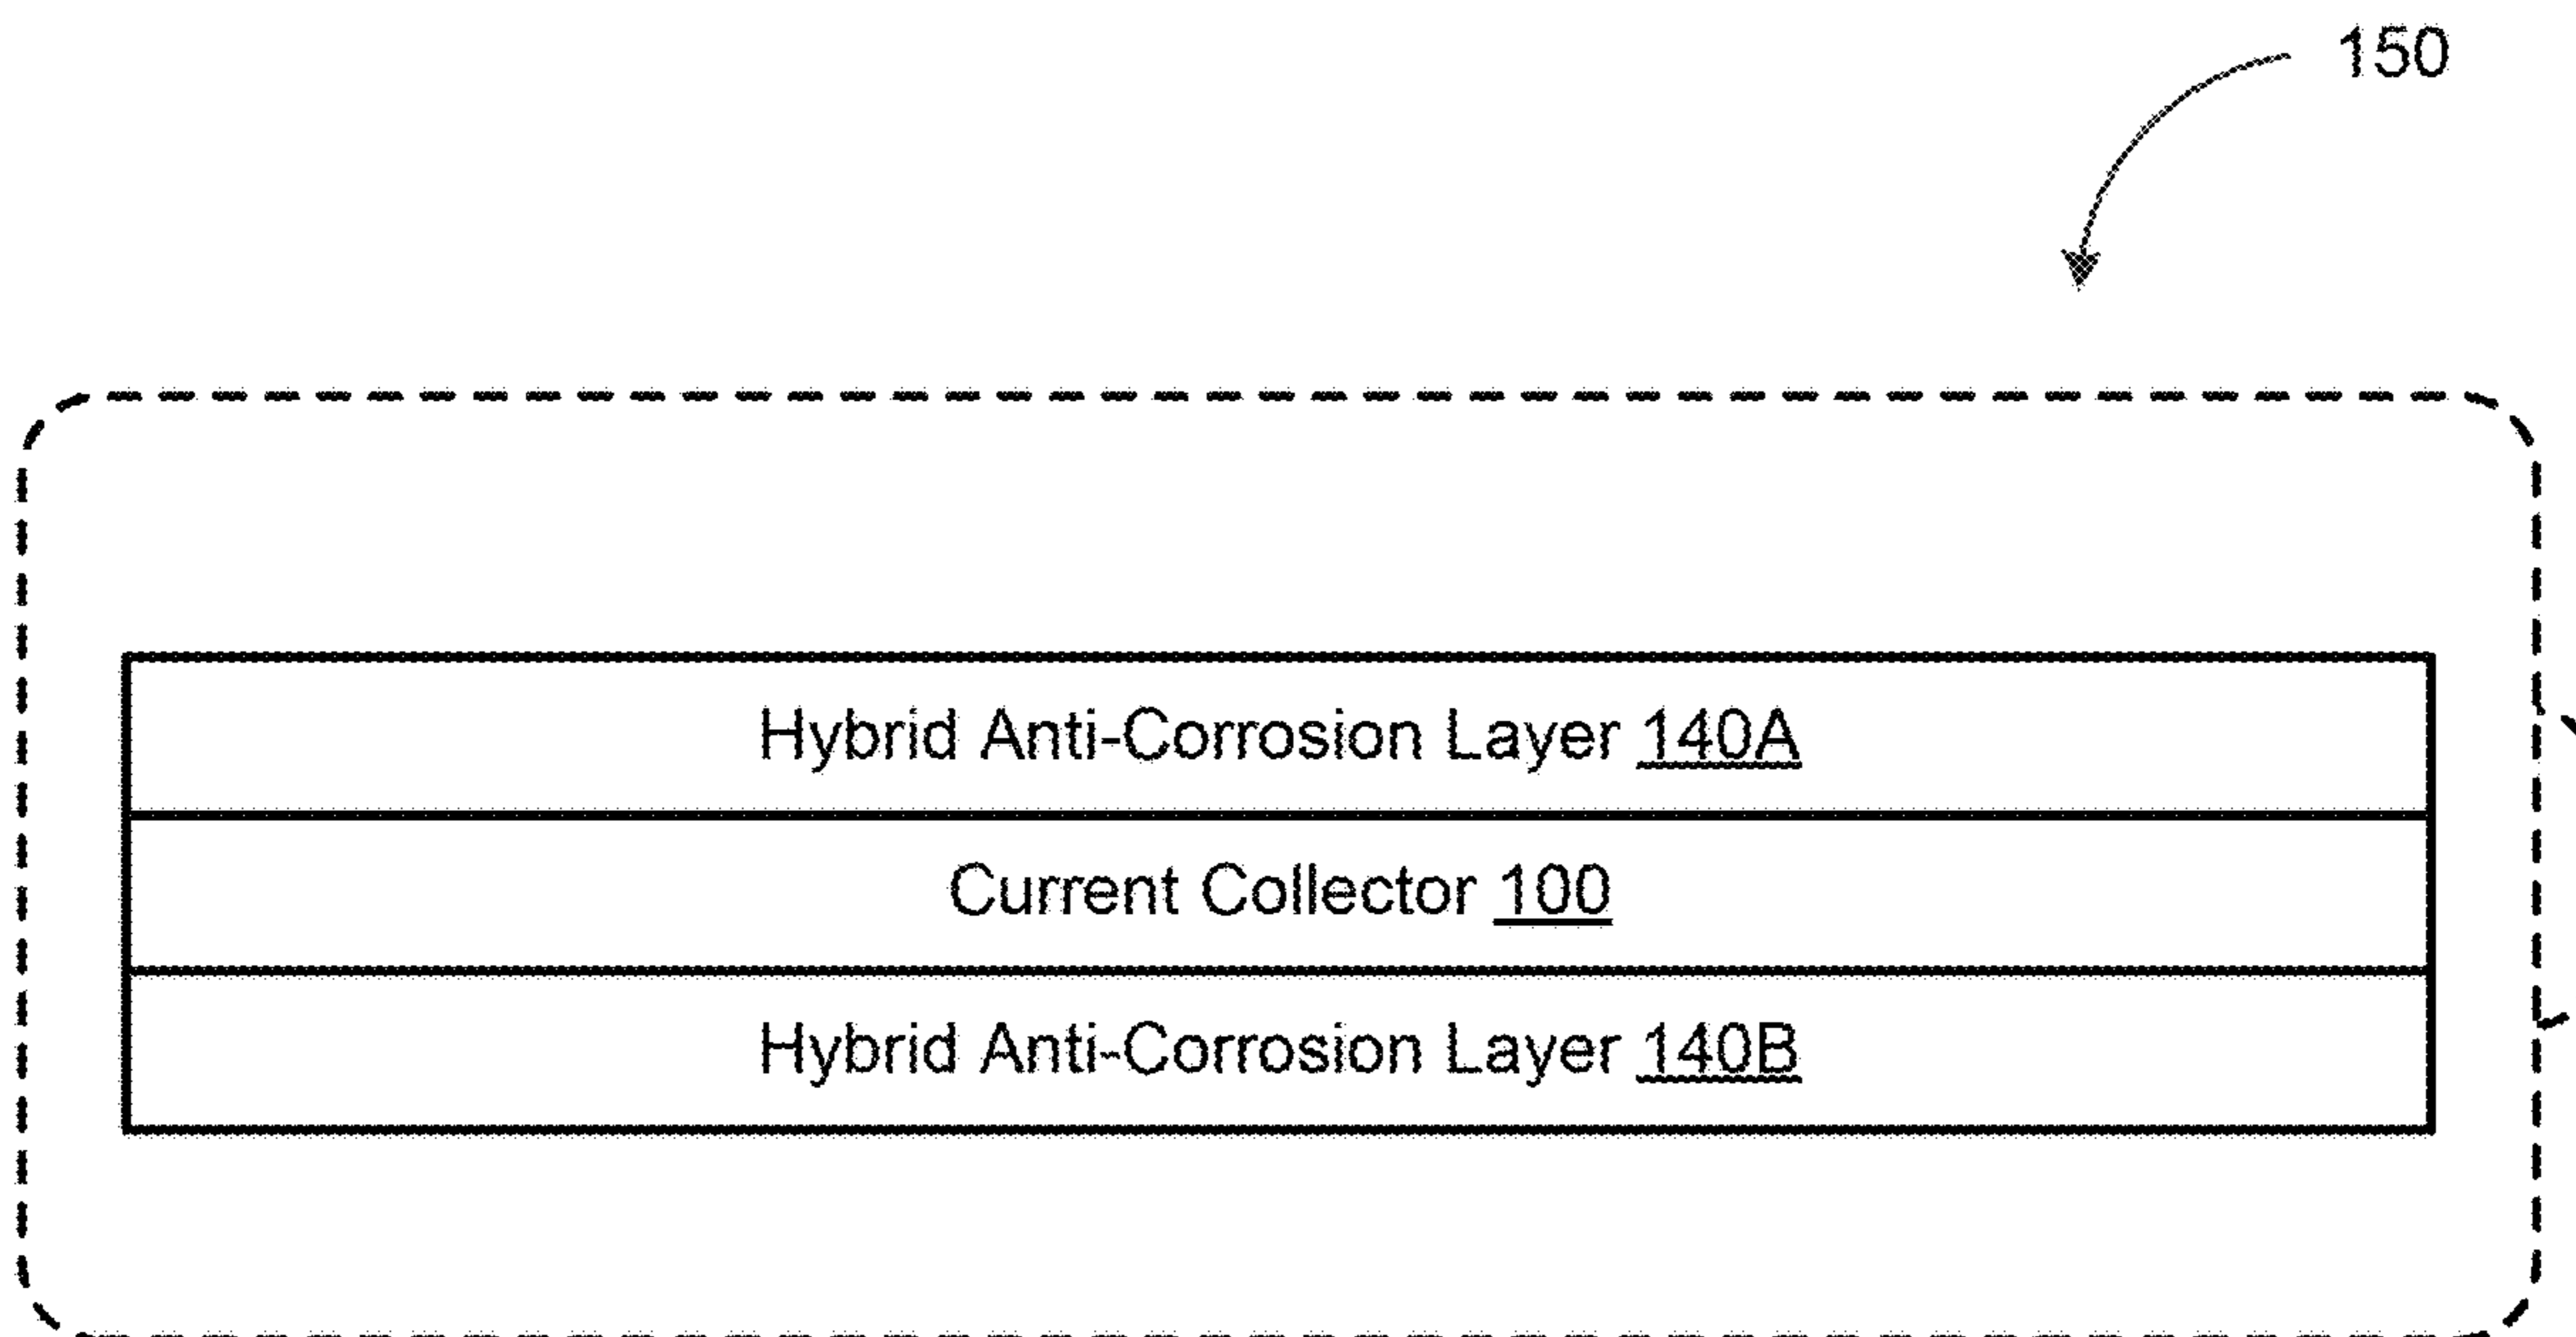 150
Hybrid Anti-Corrosion Layer 140A
Current Collector 100
Hybrid Anti-Corrosion Layer 140B